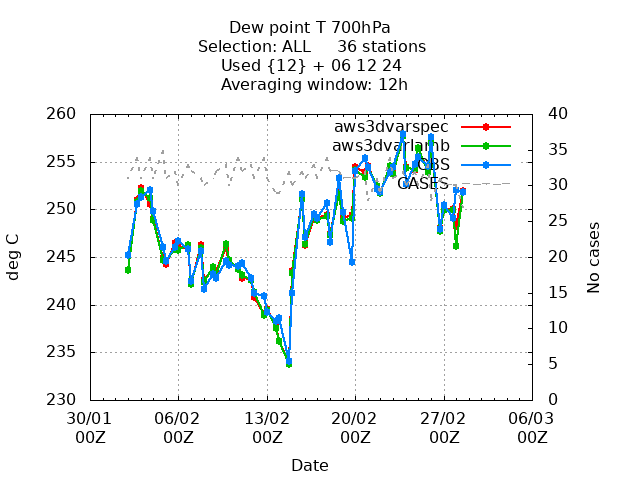 Dew point T 700hPa
Selection: ALL 36 stations
Used {12} + 06 12 24
Averaging window: 12h
260
255
250
245
240
235
230
deg C
40
35
30
25
20
15
10
5
0
No cases
aws3dvarspec
aws3dvarlamb
OBS
CASES
30/01 06/02 13/02 20/02 27/02 06/03
00Z 00Z 00Z 00Z 00Z 00Z
Date